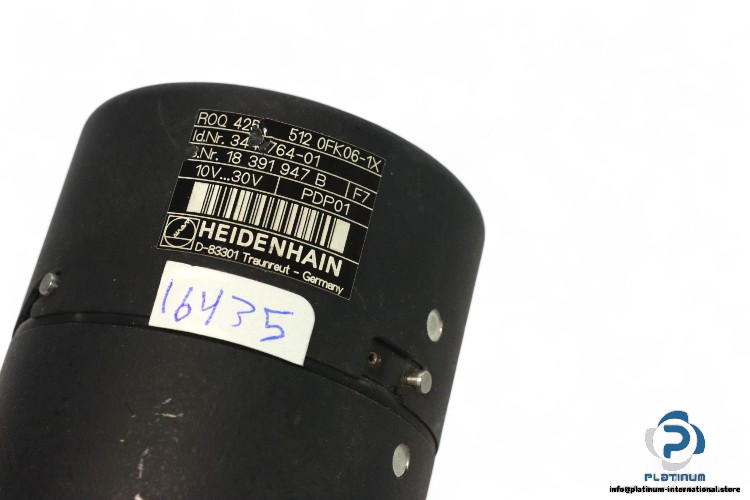 ROQ 425 512 0FK06-1X
Id.Nr. 764-01
S.Nr. 18 391 947 B F7
10V...30V PDP01
HEIDENHAIN
D-83301 Traunreut - Germany
16435
PLATINUM
INTERNATIONAL
info@platinum-international.store